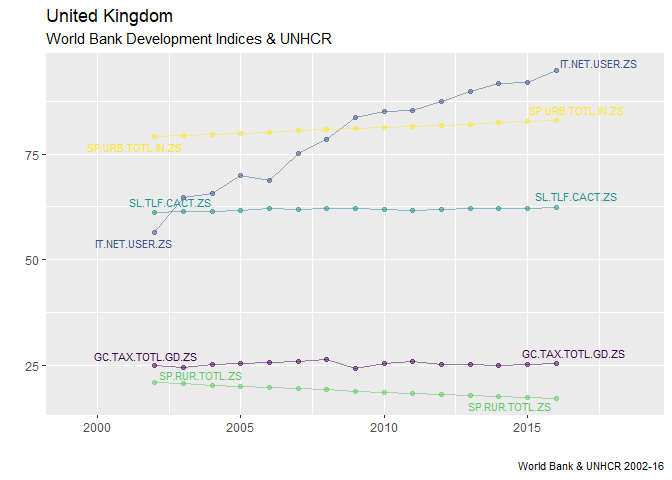 United Kingdom
World Bank Development Indices & UNHCR
IT.NET.USER.ZS
SP.URB.TOTL.IN.ZS
SP.URB.TOTL.IN.ZS
75
SL.TLF.CACT.ZS
SL.TLF.CACT.ZS
IT.NET.USER.ZS
50
GC.TAX.TOTL.GD.ZS
GC.TAX.TOTL.GD.ZS
25
SP.RUR.TOTL.ZS
SP.RUR.TOTL.ZS
2000
2005
2010
2015
World Bank & UNHCR 2002-16